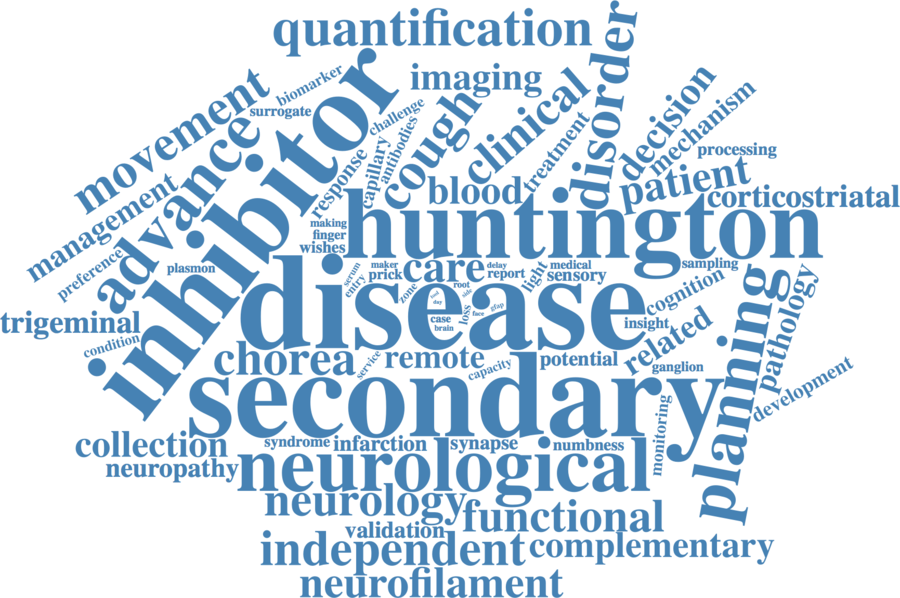 quantification
disorder
imaging
biomarker
surrogate
movement
inhibitor
challenge
antibodies
cough
clinical
decision
mechanism
treatment
processing
advance
response
capillary
blood
patient
corticostriatal
management
preference
plasmon
making
finger
wishes
huntington
serum
entry
maker
prick
care
delay
report
root
zone
light
medical
sensory
sampling
cognition
disease
day
side
case
brain
loss
face
gfap
insight
related
planning
pathology
trigeminal
condition
chorea
service
remote
capacity
potential
ganglion
development
secondary
monitoring
collection
syndrome
infarction
synapse
numbness
neuropathy
neurological
neurology
functional
validation
independent
complementary
neurofilament